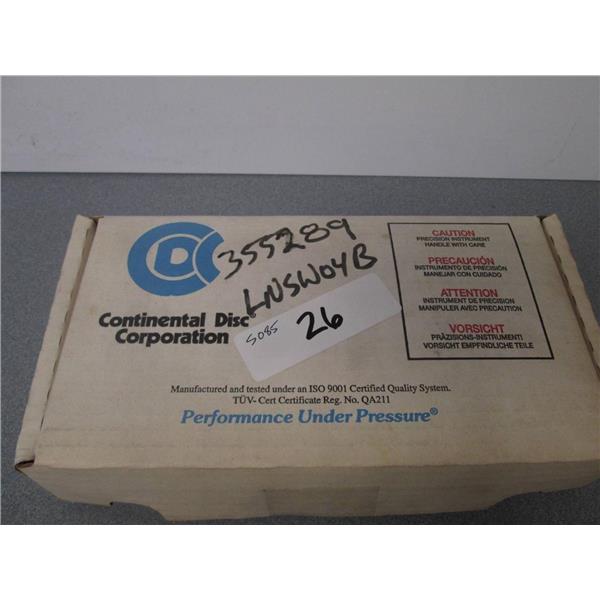 CDC
355289
LNSW04B
Continental Disc
Corporation
5085
26
CAUTION
PRECISION INSTRUMENT
HANDLE WITH CARE
PRECAUCIÓN
INSTRUMENTO DE PRECISIÓN
MANEJAR CON CUIDADO
ATTENTION
INSTRUMENT DE PRECISION
MANIPULER AVEC PRECAUTION
VORSICHT
PRÄZISIONS-INSTRUMENT!
VORSICHT EMPFINDLICHE TEILE
Manufactured and tested under an ISO 9001 Certified Quality System.
TÜV- Cert Certificate Reg. No. QA211
Performance Under Pressure®